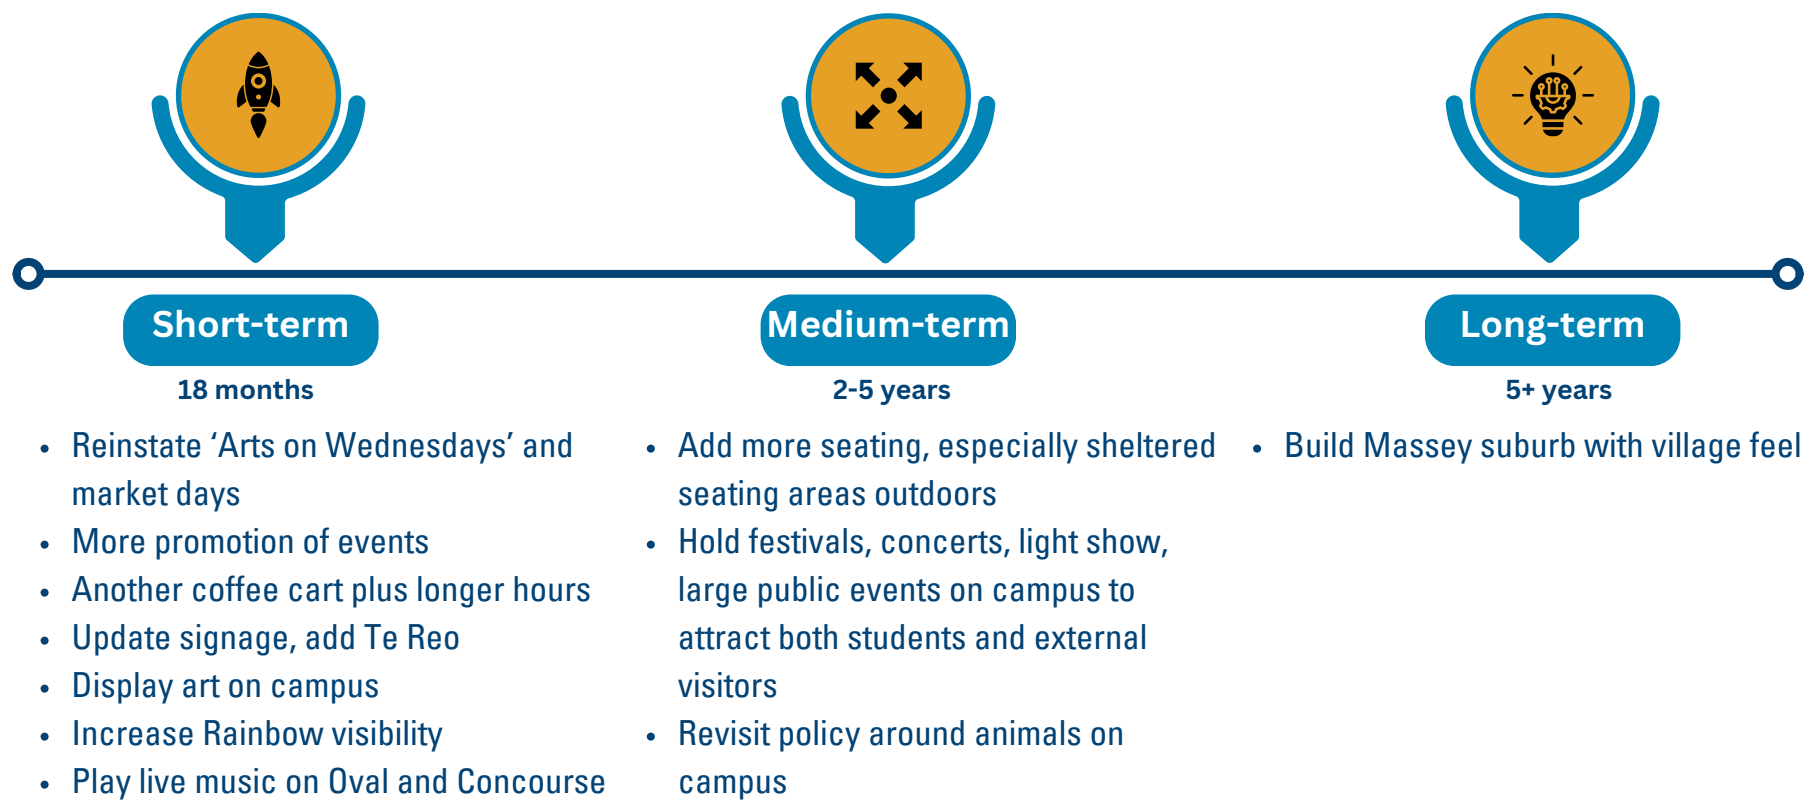 Short-term
18 months
• Reinstate ‘Arts on Wednesdays’ and
market days
• More promotion of events
• Another coffee cart plus longer hours
• Update signage, add Te Reo
• Display art on campus
• Increase Rainbow visibility
• Play live music on Oval and Concourse
Medium-term
2-5 years
• Add more seating, especially sheltered
seating areas outdoors
• Hold festivals, concerts, light show,
large public events on campus to
attract both students and external
visitors
• Revisit policy around animals on
campus
Long-term
5+ years
• Build Massey suburb with village feel